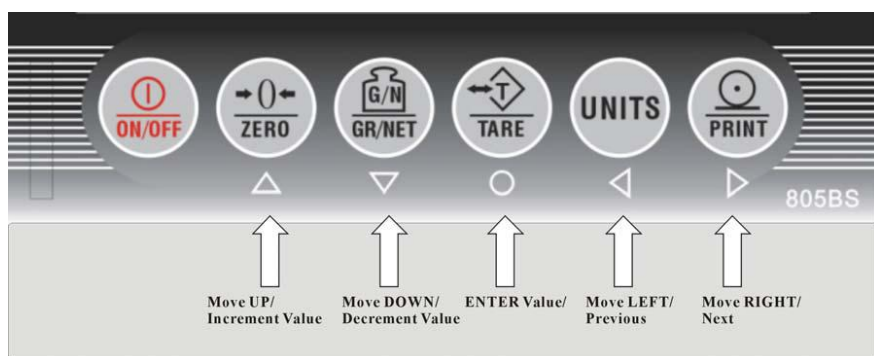 ON/OFF
0
ZERO
G/N
GR/NET
T
TARE
UNITS
PRINT
805BS
Move UP/
Increment Value
Move DOWN/
Decrement Value
ENTER Value/
Move LEFT/
Previous
Move RIGHT/
Next